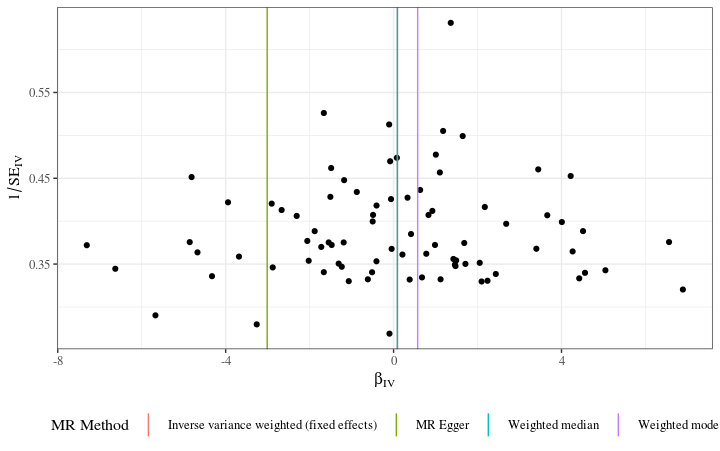 0.55
0.45
0.35
1/SE_IV
-8
-4
0
4
β_IV
MR Method
Inverse variance weighted (fixed effects)
MR Egger
Weighted median
Weighted mode